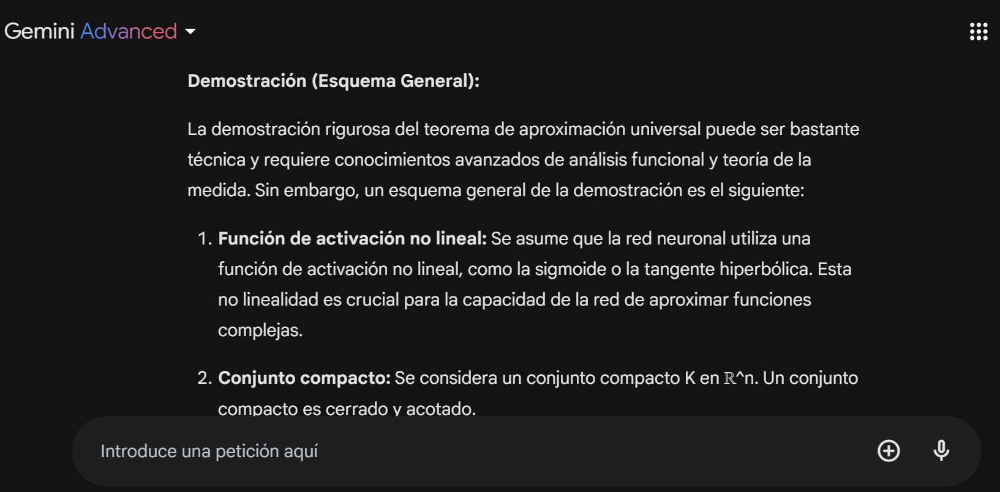 Gemini Advanced
Demostración (Esquema General):
La demostración rigurosa del teorema de aproximación universal puede ser bastante
técnica y requiere conocimientos avanzados de análisis funcional y teoría de la
medida. Sin embargo, un esquema general de la demostración es el siguiente:
1. Función de activación no lineal: Se asume que la red neuronal utiliza una
función de activación no lineal, como la sigmoide o la tangente hiperbólica. Esta
no linealidad es crucial para la capacidad de la red de aproximar funciones
complejas.
2. Conjunto compacto: Se considera un conjunto compacto K en ℝ^n. Un conjunto
compacto es cerrado y acotado.
Introduce una petición aquí